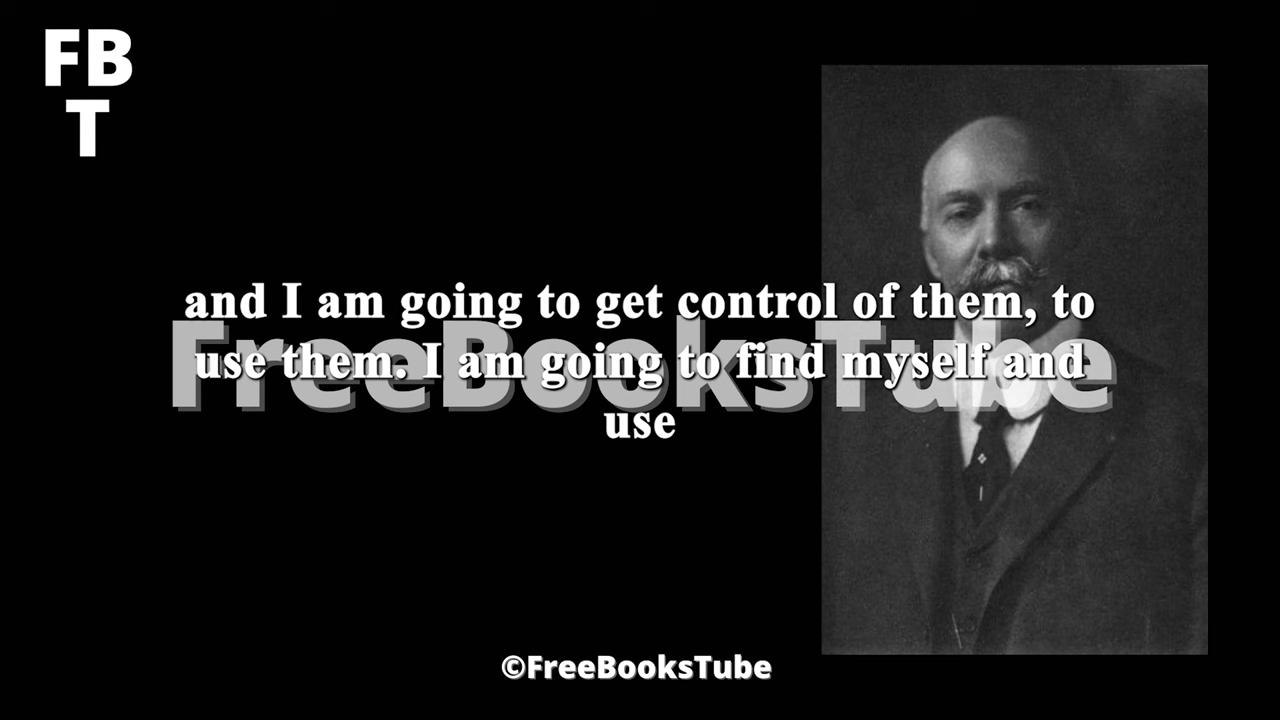 FB
T
and I am going to get control of them, to
use them. I am going to find myself and
use
FreeBooksTube
©FreeBooksTube